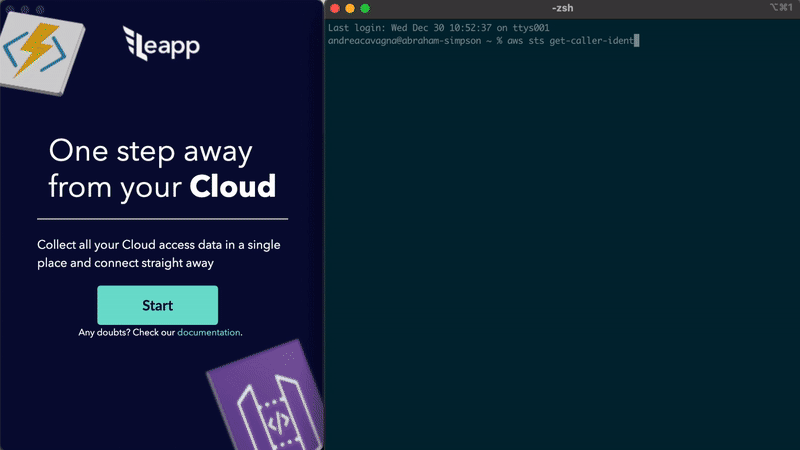 Leapp
One step away
from your Cloud
Collect all your Cloud access data in a single
place and connect straight away
Start
Any doubts? Check our documentation.
-zsh
⌥⌘1
Last login: Wed Dec 30 10:52:37 on ttys001
andreacavagna@abraham-simpson ~ % aws sts get-caller-ident